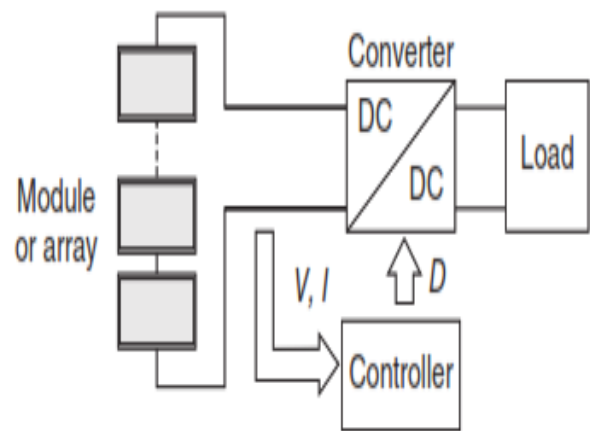 Converter
DC
DC
Load
Module
or array
V, I
D
Controller